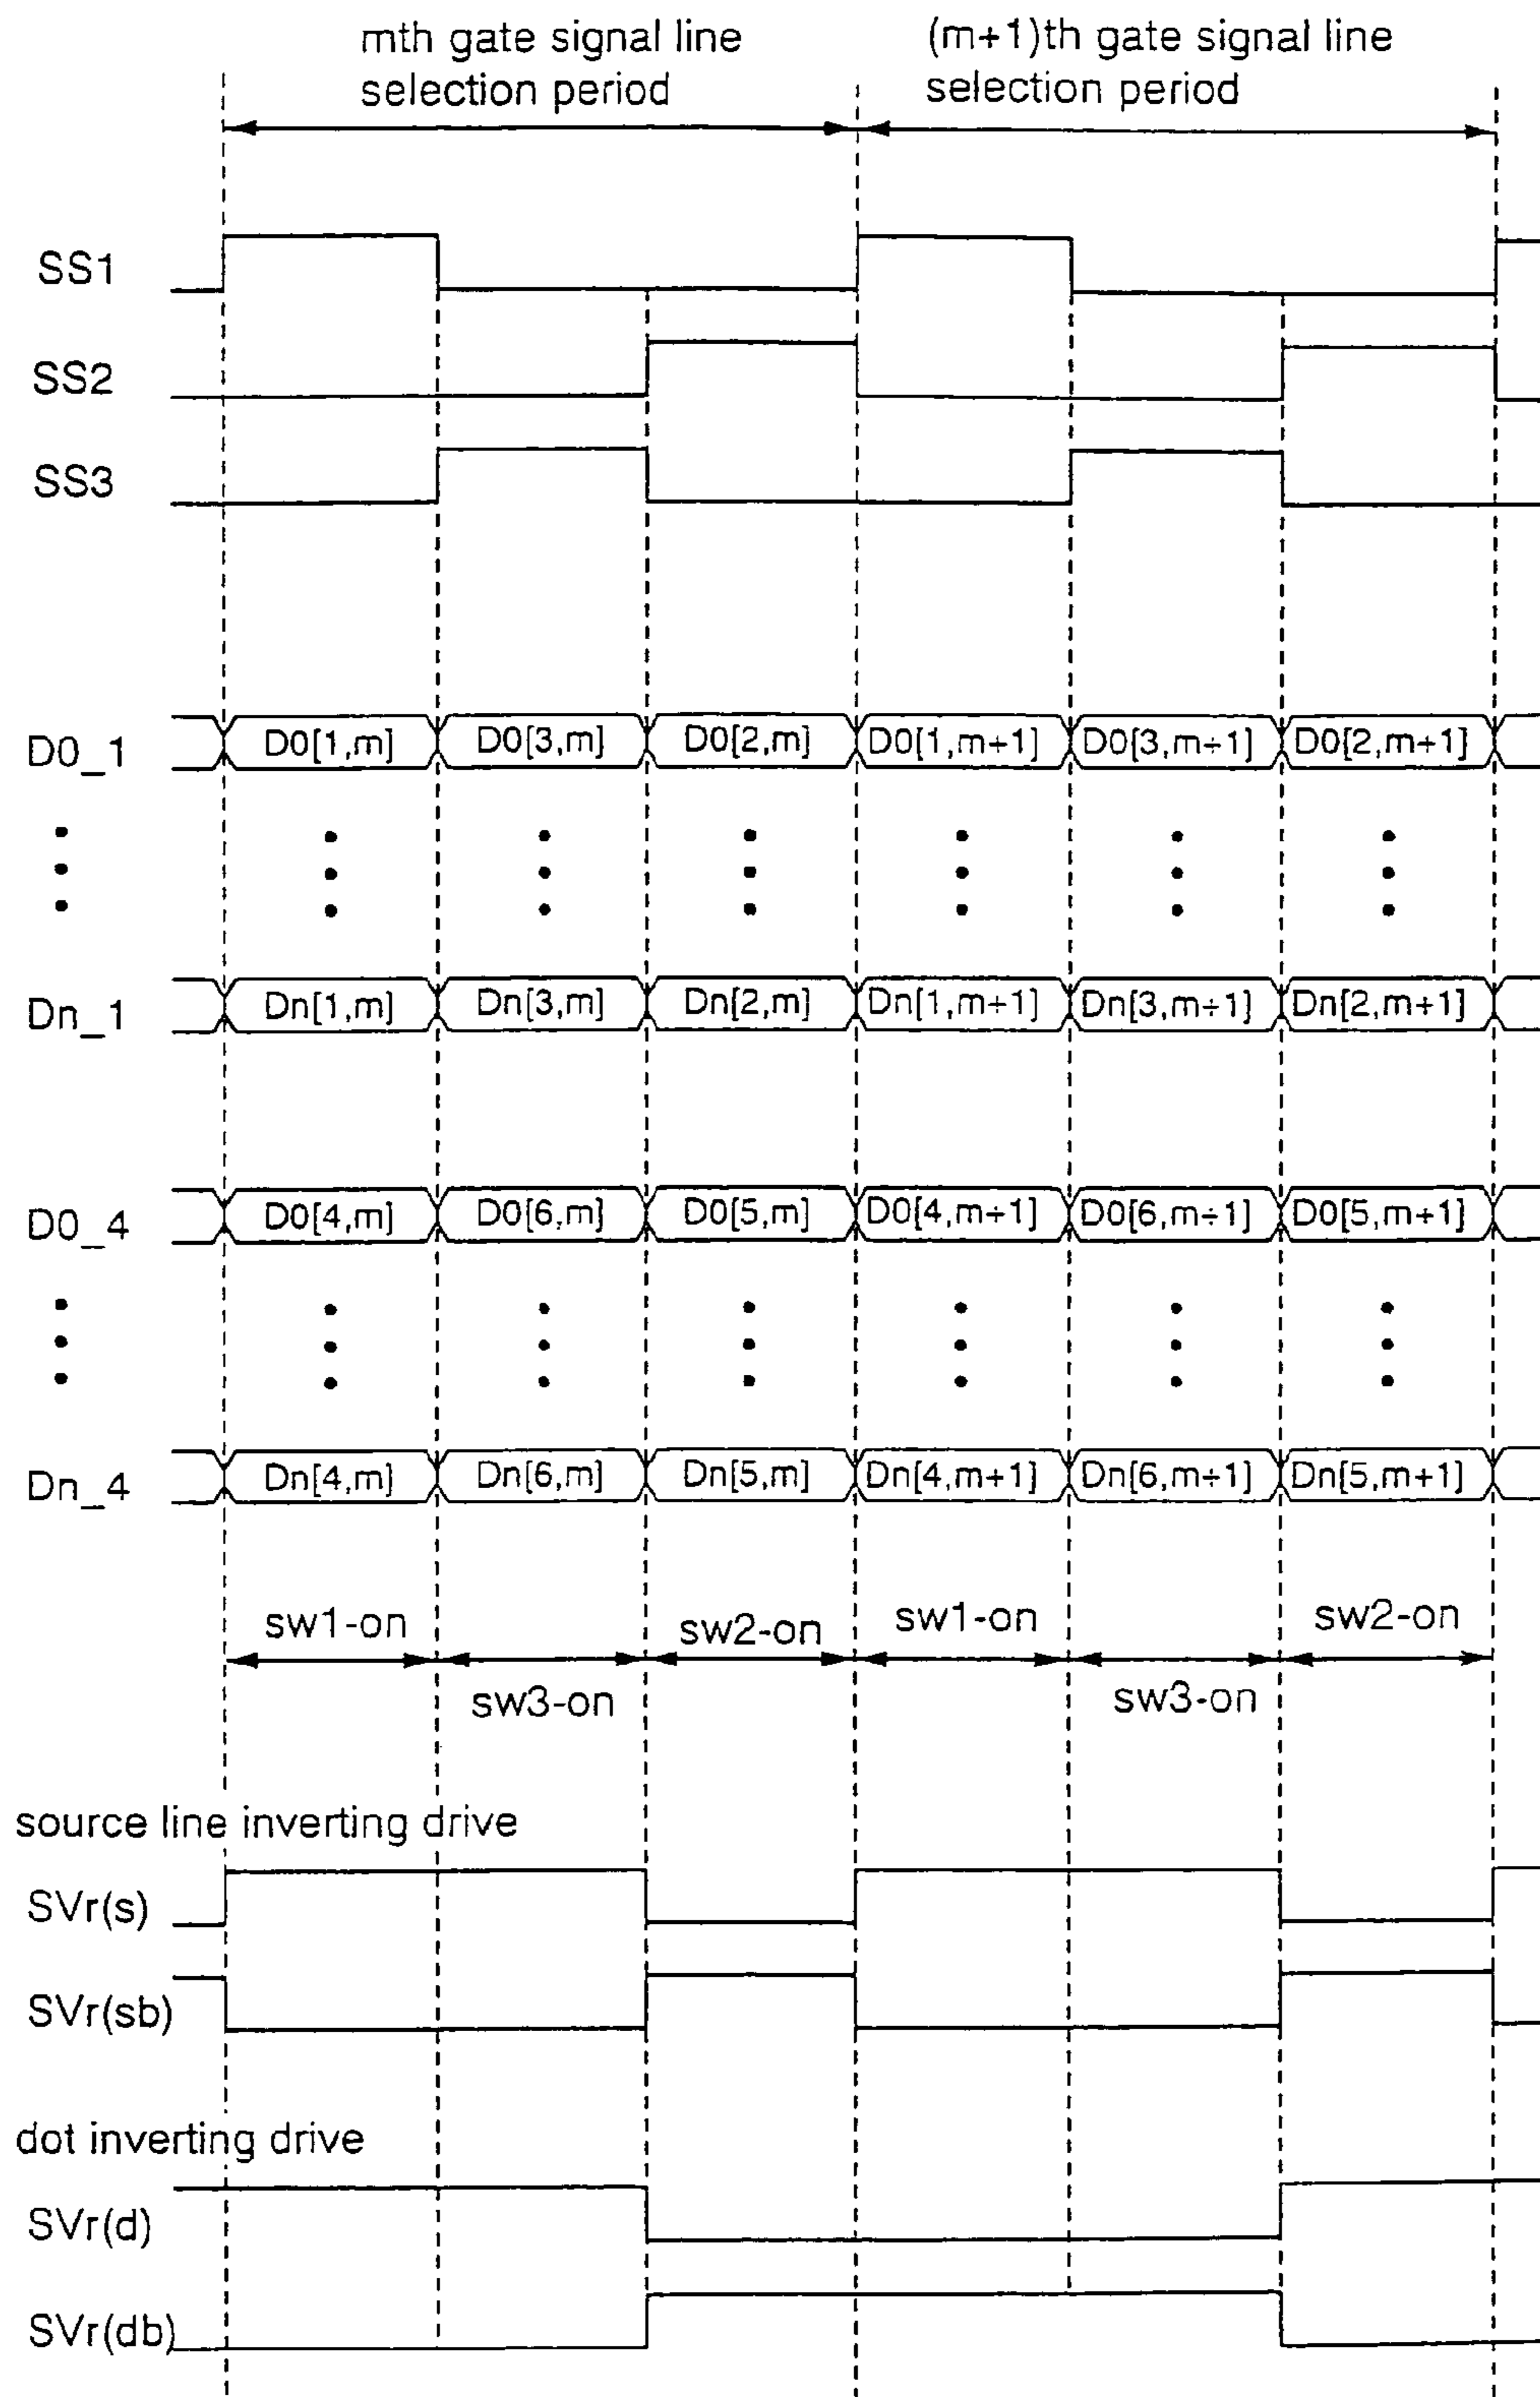 mth gate signal line
selection period
(m+1)th gate signal line
selection period
SS1
SS2
SS3
D0_1 D0[1,m] D0[3,m] D0[2,m] D0[1,m+1] D0[3,m+1] D0[2,m+1]
Dn_1 Dn[1,m] Dn[3,m] Dn[2,m] Dn[1,m+1] Dn[3,m+1] Dn[2,m+1]
D0_4 D0[4,m] D0[6,m] D0[5,m] D0[4,m+1] D0[6,m+1] D0[5,m+1]
Dn_4 Dn[4,m] Dn[6,m] Dn[5,m] Dn[4,m+1] Dn[6,m+1] Dn[5,m+1]
sw1-on sw2-on sw1-on sw2-on
sw3-on sw3-on
source line inverting drive
SVr(s)
SVr(sb)
dot inverting drive
SVr(d)
SVr(db)